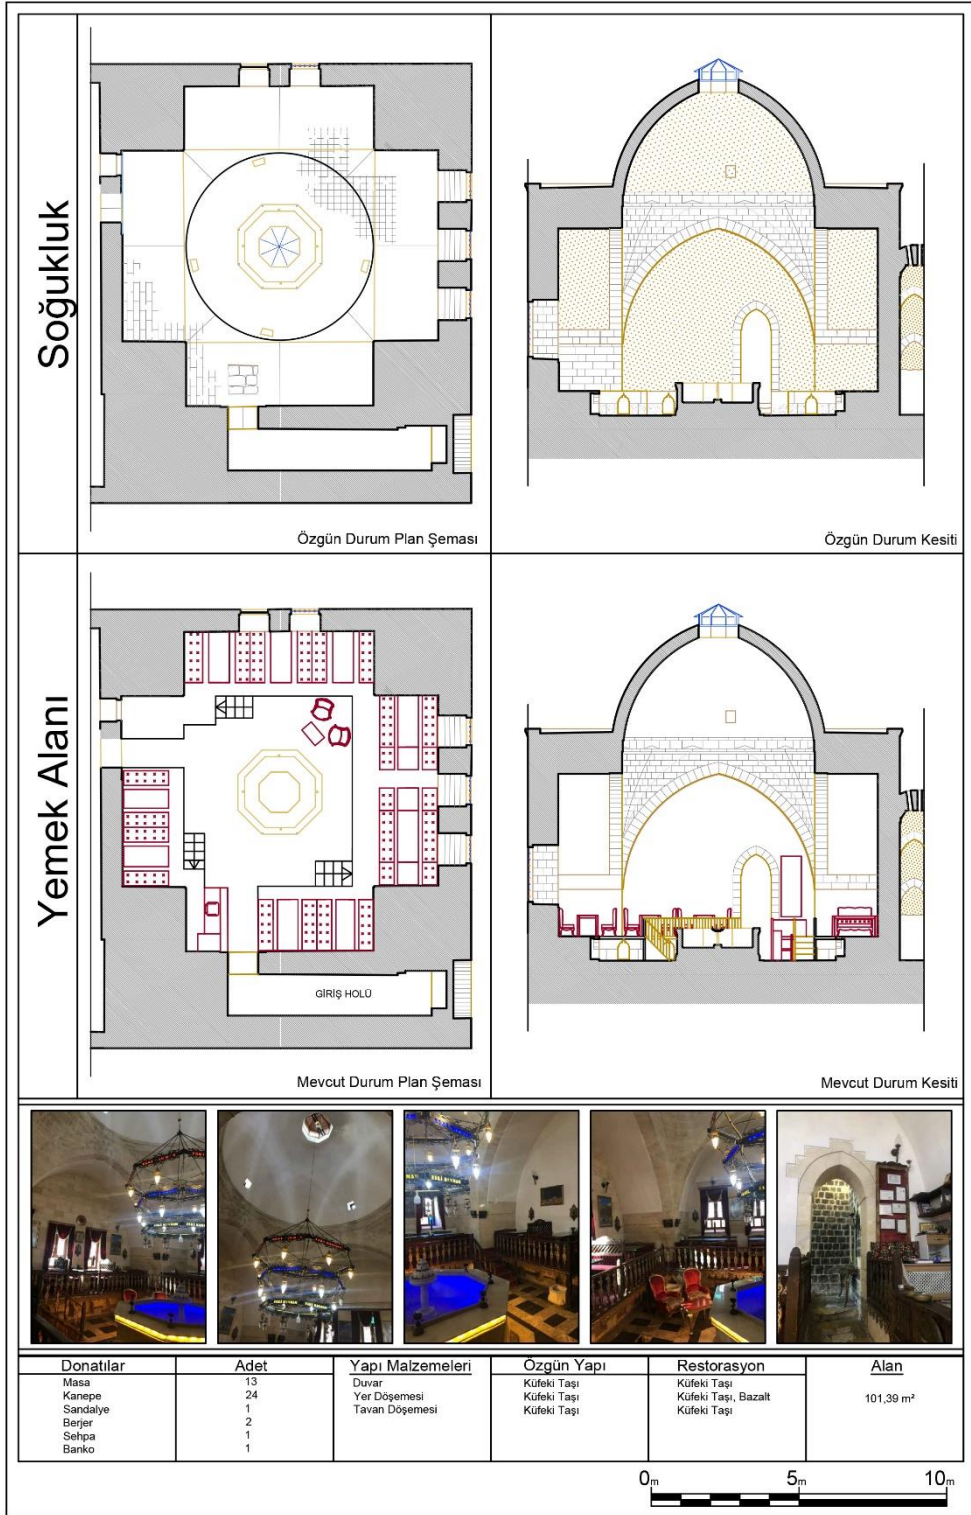 Soğukluk
Özgün Durum Plan Şeması
Özgün Durum Kesiti
Yemek Alanı
GİRİŞ HOLÜ
Mevcut Durum Plan Şeması
Mevcut Durum Kesiti
Donatılar Adet Yapı Malzemeleri Özgün Yapı Restorasyon Alan
Masa 13 Duvar Küfeki Taşı Küfeki Taşı
Kanepe 24 Yer Döşemesi Küfeki Taşı Küfeki Taşı, Bazalt 101,39 m²
Sandalye 1 Tavan Döşemesi Küfeki Taşı Küfeki Taşı
Berjer 2
Sehpa 1
Banko 1
0m 5m 10m